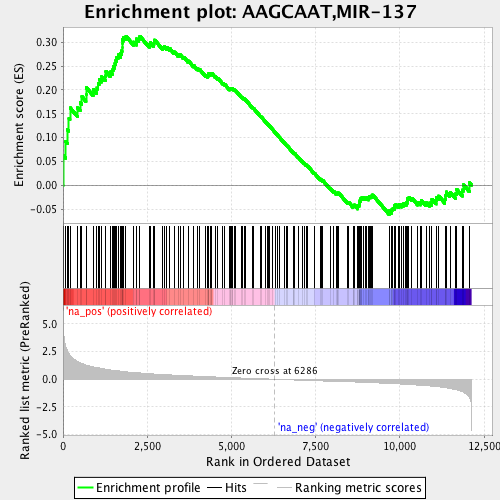 Enrichment plot: AAGCAAT,MIR-137
Enrichment score (ES)
0.30
0.25
0.20
0.15
0.10
0.05
0.00
-0.05
'na_pos' (positively correlated)
Ranked list metric (PreRanked)
5.0
2.5
0.0
-2.5
-5.0
Zero cross at 6286
'na_neg' (negatively correlated)
0 2,500 5,000 7,500 10,000 12,500
Rank in Ordered Dataset
Enrichment profile Hits Ranking metric scores